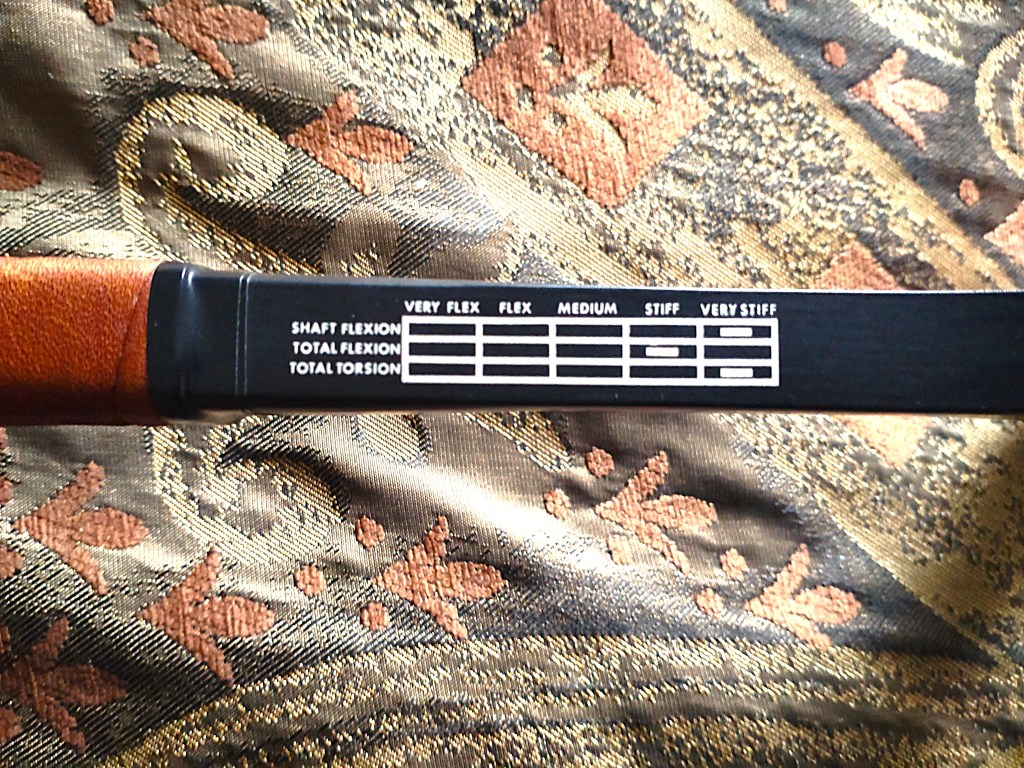 VERY FLEX FLEX MEDIUM STIFF VERY STIFF
SHAFT FLEXION
TOTAL FLEXION
TOTAL TORSION